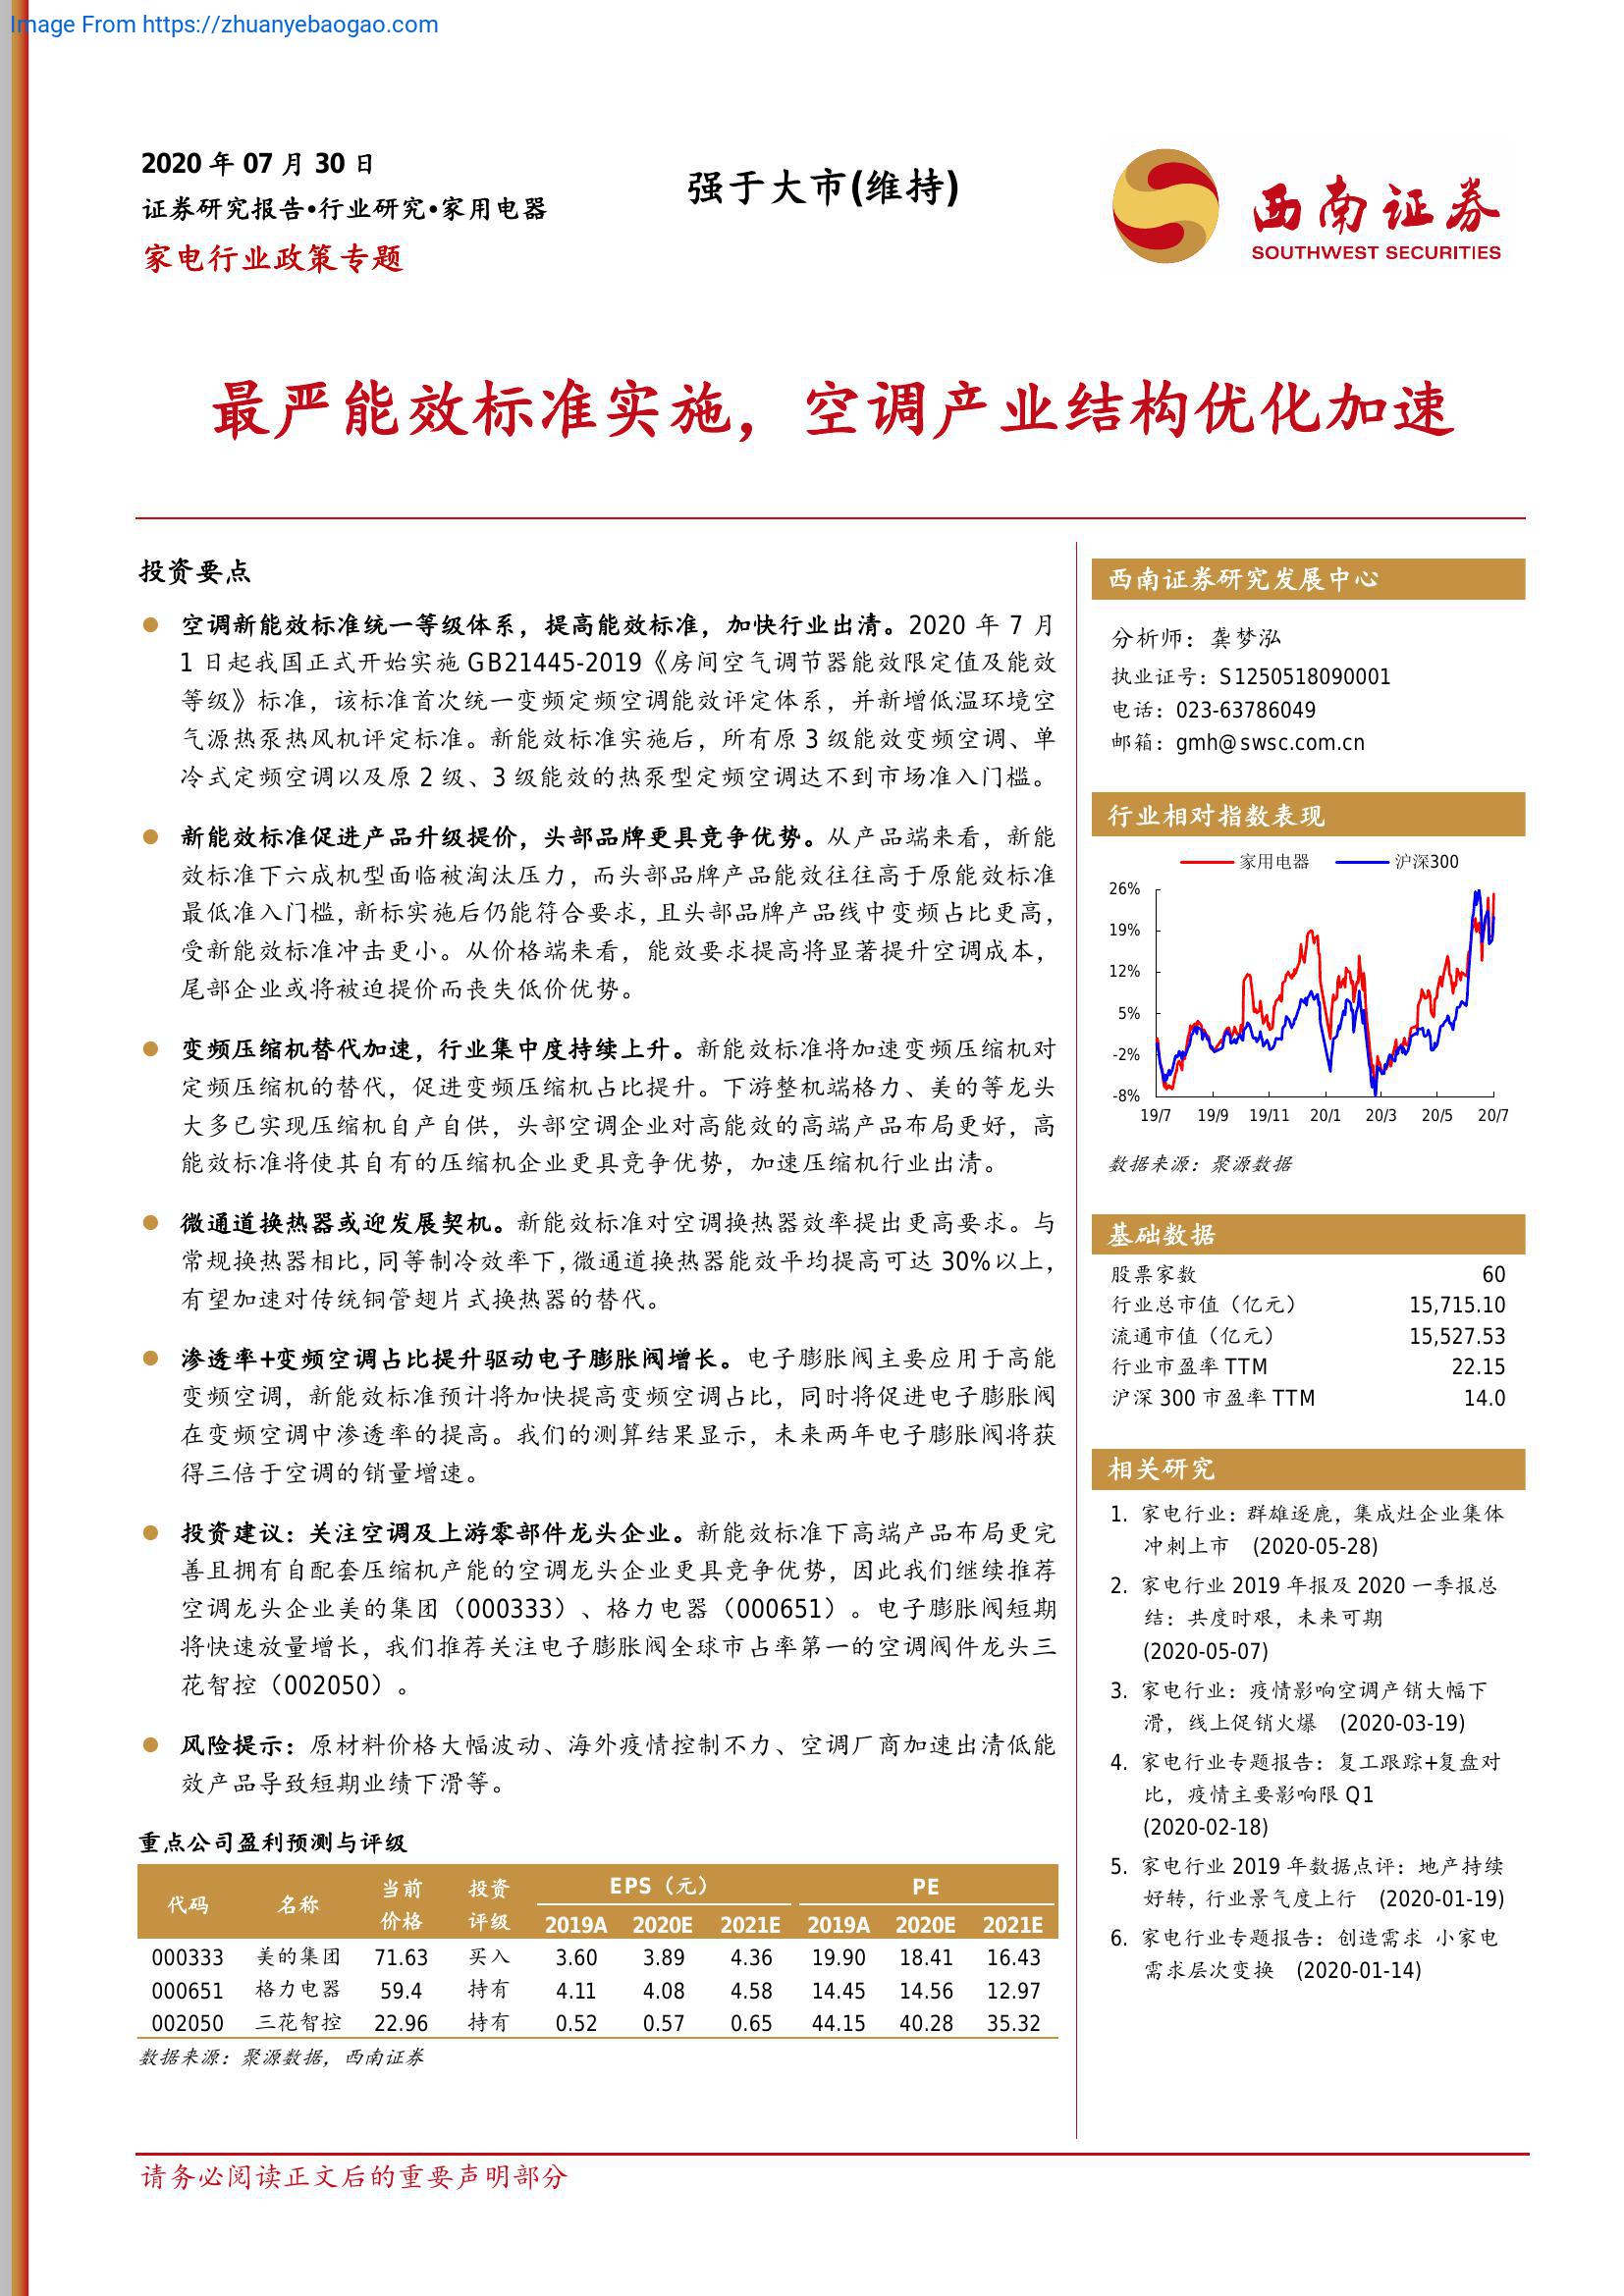 Image From https://zhuanyebaogao.com
2020 年 07 月 30 日
证券研究报告•行业研究•家用电器
家电行业政策专题
强于大市(维持)
西南证券
SOUTHWEST SECURITIES
最严能效标准实施，空调产业结构优化加速
投资要点
空调新能效标准统一等级体系，提高能效标准，加快行业出清。2020 年 7 月
1 日起我国正式开始实施 GB21445-2019《房间空气调节器能效限定值及能效
等级》标准，该标准首次统一变频定频空调能效评定体系，并新增低温环境空
气源热泵热风机评定标准。新能效标准实施后，所有原 3 级能效变频空调、单
冷式定频空调以及原 2 级、3 级能效的热泵型定频空调达不到市场准入门槛。
新能效标准促进产品升级提价，头部品牌更具竞争优势。从产品端来看，新能
效标准下六成机型面临被淘汰压力，而头部品牌产品能效往往高于原能效标准
最低准入门槛，新标实施后仍能符合要求，且头部品牌产品线中变频占比更高，
受新能效标准冲击更小。从价格端来看，能效要求提高将显著提升空调成本，
尾部企业或将被迫提价而丧失低价优势。
变频压缩机替代加速，行业集中度持续上升。新能效标准将加速变频压缩机对
定频压缩机的替代，促进变频压缩机占比提升。下游整机端格力、美的等龙头
大多已实现压缩机自产自供，头部空调企业对高能效的高端产品布局更好，高
能效标准将使其自有的压缩机企业更具竞争优势，加速压缩机行业出清。
微通道换热器或迎发展契机。新能效标准对空调换热器效率提出更高要求。与
常规换热器相比，同等制冷效率下，微通道换热器能效平均提高可达 30%以上，
有望加速对传统铜管翅片式换热器的替代。
渗透率+变频空调占比提升驱动电子膨胀阀增长。电子膨胀阀主要应用于高能
变频空调，新能效标准预计将加快提高变频空调占比，同时将促进电子膨胀阀
在变频空调中渗透率的提高。我们的测算结果显示，未来两年电子膨胀阀将获
得三倍于空调的销量增速。
投资建议：关注空调及上游零部件龙头企业。新能效标准下高端产品布局更完
善且拥有自配套压缩机产能的空调龙头企业更具竞争优势，因此我们继续推荐
空调龙头企业美的集团（000333）、格力电器（000651）。电子膨胀阀短期
将快速放量增长，我们推荐关注电子膨胀阀全球市占率第一的空调阀件龙头三
花智控（002050）。
风险提示：原材料价格大幅波动、海外疫情控制不力、空调厂商加速出清低能
效产品导致短期业绩下滑等。
重点公司盈利预测与评级
代码 名称 当前价格 投资评级 EPS（元） PE
2019A 2020E 2021E 2019A 2020E 2021E
000333 美的集团 71.63 买入 3.60 3.89 4.36 19.90 18.41 16.43
000651 格力电器 59.4 持有 4.11 4.08 4.58 14.45 14.56 12.97
002050 三花智控 22.96 持有 0.52 0.57 0.65 44.15 40.28 35.32
数据来源：聚源数据，西南证券
西南证券研究发展中心
分析师：龚梦泓
执业证号：S1250518090001
电话：023-63786049
邮箱：gmh@swsc.com.cn
行业相对指数表现
家用电器 沪深300
26%
19%
12%
5%
-2%
-8%
19/7 19/9 19/11 20/1 20/3 20/5 20/7
数据来源：聚源数据
基础数据
股票家数 60
行业总市值（亿元） 15,715.10
流通市值（亿元） 15,527.53
行业市盈率 TTM 22.15
沪深 300 市盈率 TTM 14.0
相关研究
1. 家电行业：群雄逐鹿，集成灶企业集体
冲刺上市 (2020-05-28)
2. 家电行业 2019 年报及 2020 一季报总
结：共度时艰，未来可期
(2020-05-07)
3. 家电行业：疫情影响空调产销大幅下
滑，线上促销火爆 (2020-03-19)
4. 家电行业专题报告：复工跟踪+复盘对
比，疫情主要影响限 Q1
(2020-02-18)
5. 家电行业 2019 年数据点评：地产持续
好转，行业景气度上行 (2020-01-19)
6. 家电行业专题报告：创造需求 小家电
需求层次变换 (2020-01-14)
请务必阅读正文后的重要声明部分